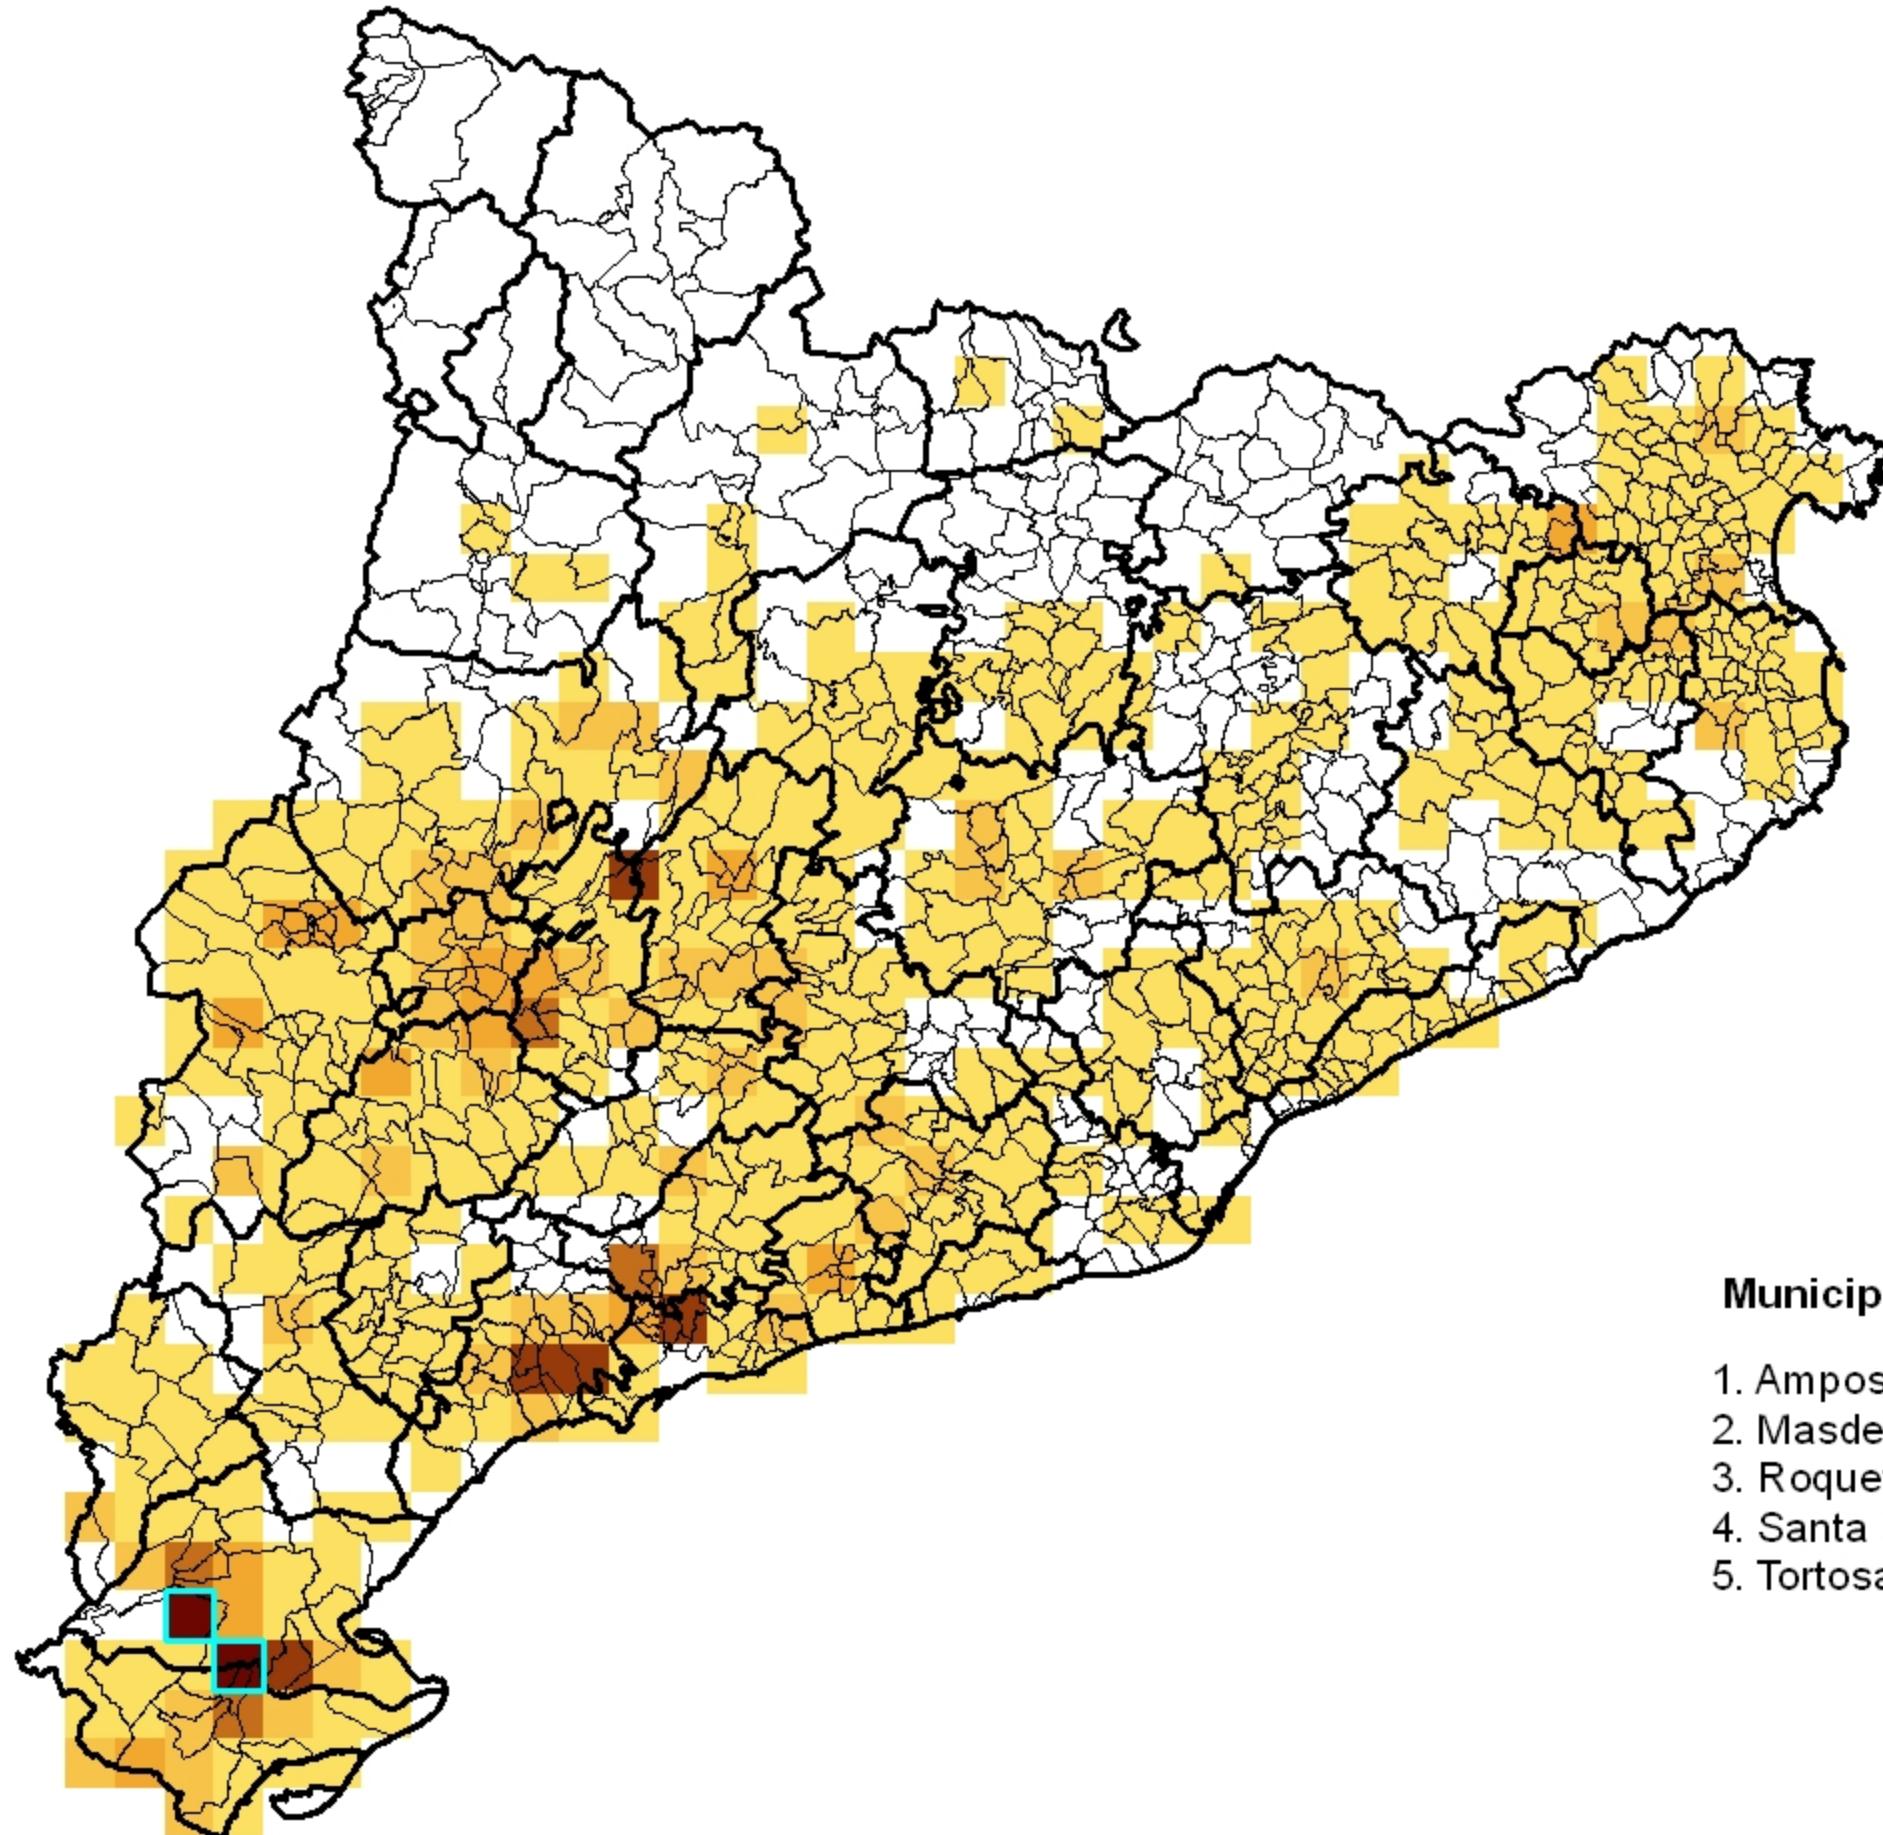 Municip
1. Ampos
2. Masde
3. Roque
4. Santa
5. Tortosa